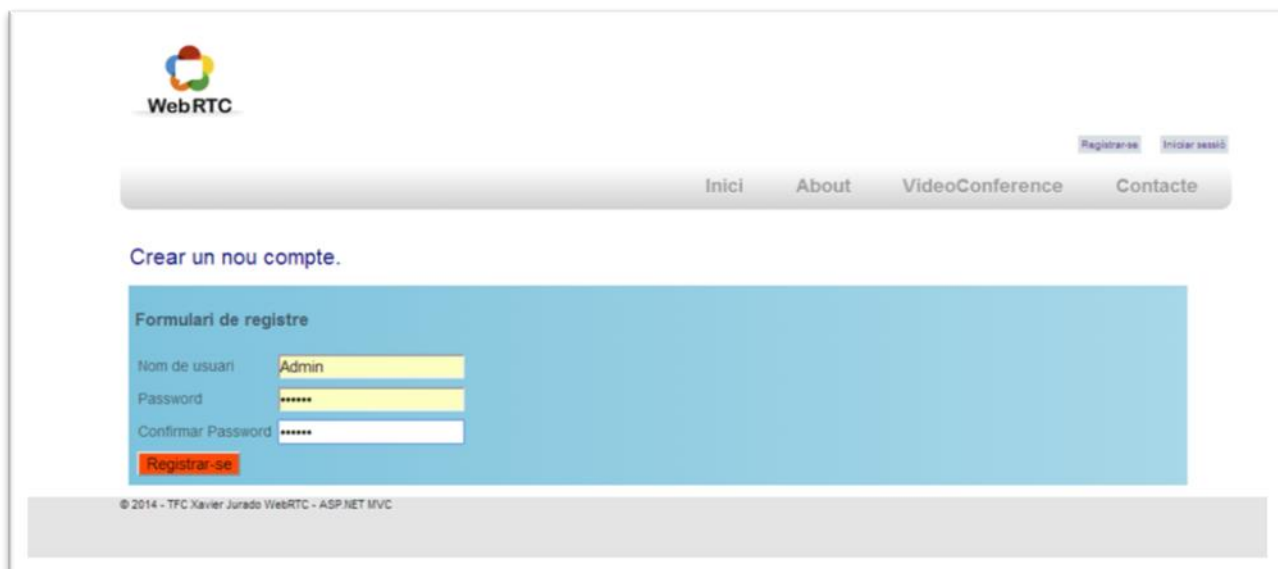 WebRTC
Registrar-se Iniciar sessió
Inici About VideoConference Contacte
Crear un nou compte.
Formulari de registre
Nom de usuari Admin
Password ••••••
Confirmar Password ••••••
Registrar-se
© 2014 - TFC Xavier Jurado WebRTC - ASP.NET MVC